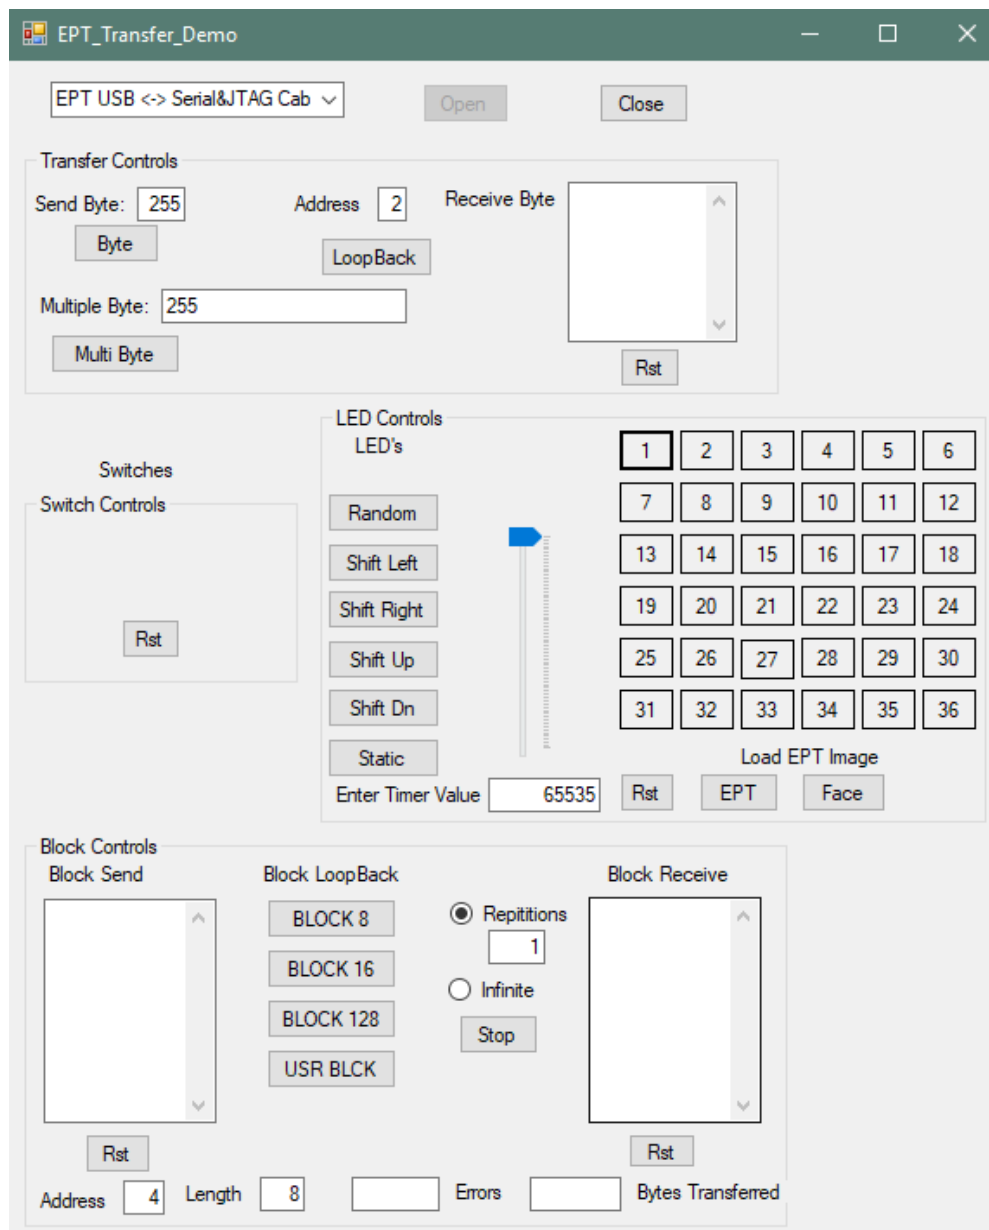 EPT_Transfer_Demo
EPT USB <-> Serial&JTAG Cab
Open
Close
Transfer Controls
Send Byte: 255
Address 2
Receive Byte
Byte
LoopBack
Multiple Byte: 255
Multi Byte
Rst
LED Controls
LED's
Switches
Switch Controls
Rst
Random
Shift Left
Shift Right
Shift Up
Shift Dn
Static
Enter Timer Value 65535
1 2 3 4 5 6
7 8 9 10 11 12
13 14 15 16 17 18
19 20 21 22 23 24
25 26 27 28 29 30
31 32 33 34 35 36
Load EPT Image
Rst EPT Face
Block Controls
Block Send
Block LoopBack
Block Receive
BLOCK 8
BLOCK 16
BLOCK 128
USR BLCK
Repititions
1
Infinite
Stop
Rst
Rst
Address 4 Length 8 Errors Bytes Transferred